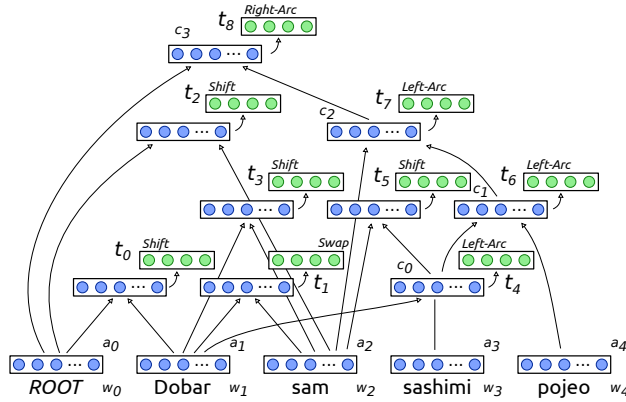 t8 Right-Arc
c3
t2 Shift
t7 Left-Arc
c2
t3 Shift
t5 Shift
t6 Left-Arc
c1
t0 Shift
Swap
t1
c0
Left-Arc
t4
a0 a1 a2 a3 a4
ROOT w0 Dobar w1 sam w2 sashimi w3 pojeo w4